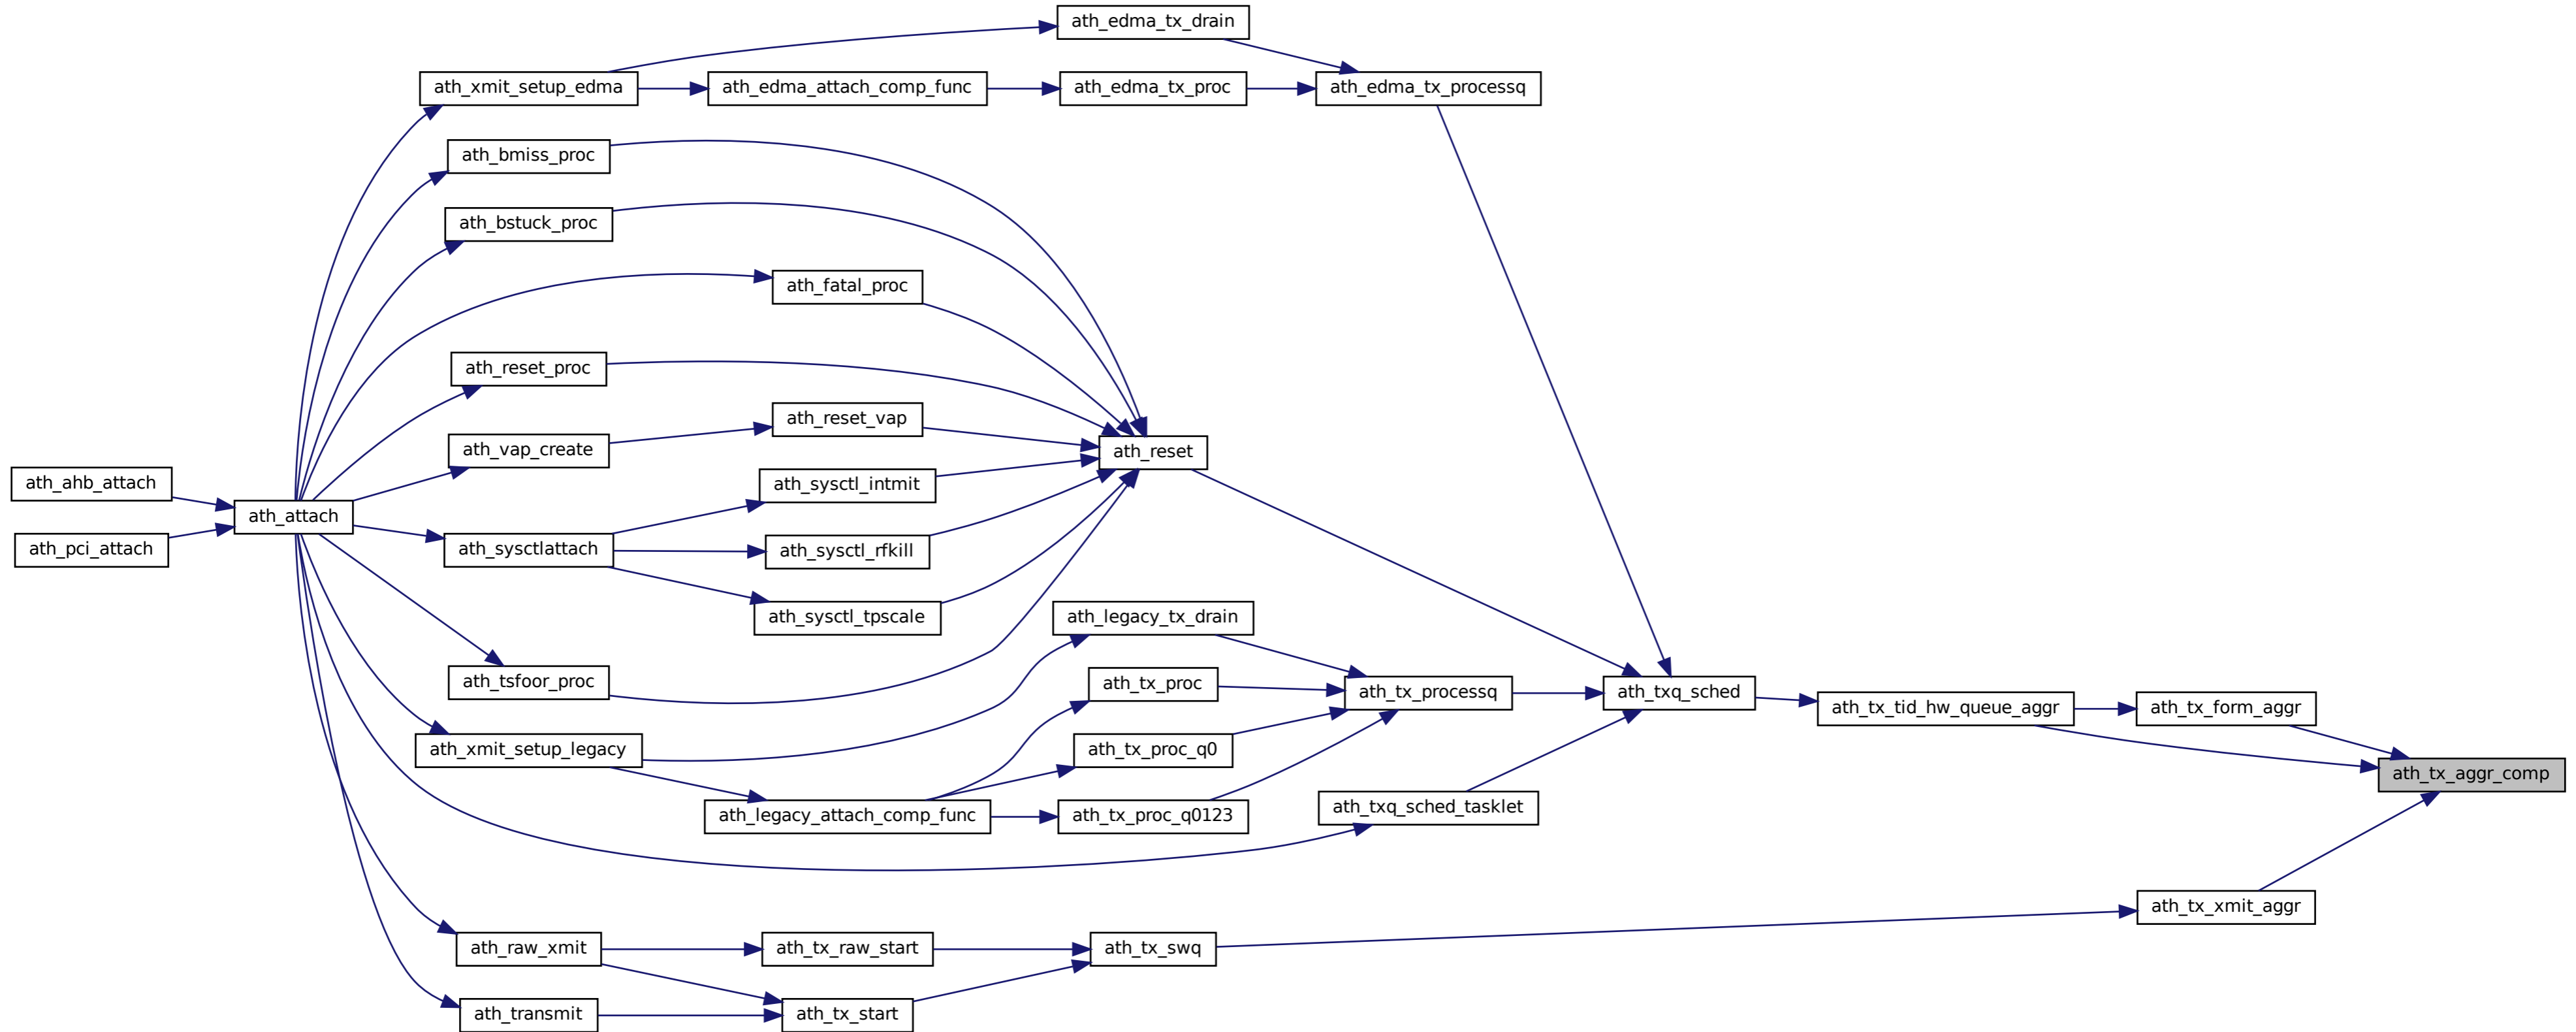 ath_edma_tx_drain
ath_xmit_setup_edma
ath_edma_attach_comp_func
ath_edma_tx_proc
ath_edma_tx_processq
ath_bmiss_proc
ath_bstuck_proc
ath_fatal_proc
ath_reset_proc
ath_reset_vap
ath_vap_create
ath_reset
ath_ahb_attach
ath_sysctl_intmit
ath_attach
ath_pci_attach
ath_sysctlattach
ath_sysctl_rfkill
ath_sysctl_tpscale
ath_legacy_tx_drain
ath_tsfoor_proc
ath_tx_proc
ath_tx_processq
ath_txq_sched
ath_tx_tid_hw_queue_aggr
ath_tx_form_aggr
ath_xmit_setup_legacy
ath_tx_proc_q0
ath_tx_aggr_comp
ath_legacy_attach_comp_func
ath_tx_proc_q0123
ath_txq_sched_tasklet
ath_tx_xmit_aggr
ath_raw_xmit
ath_tx_raw_start
ath_tx_swq
ath_transmit
ath_tx_start